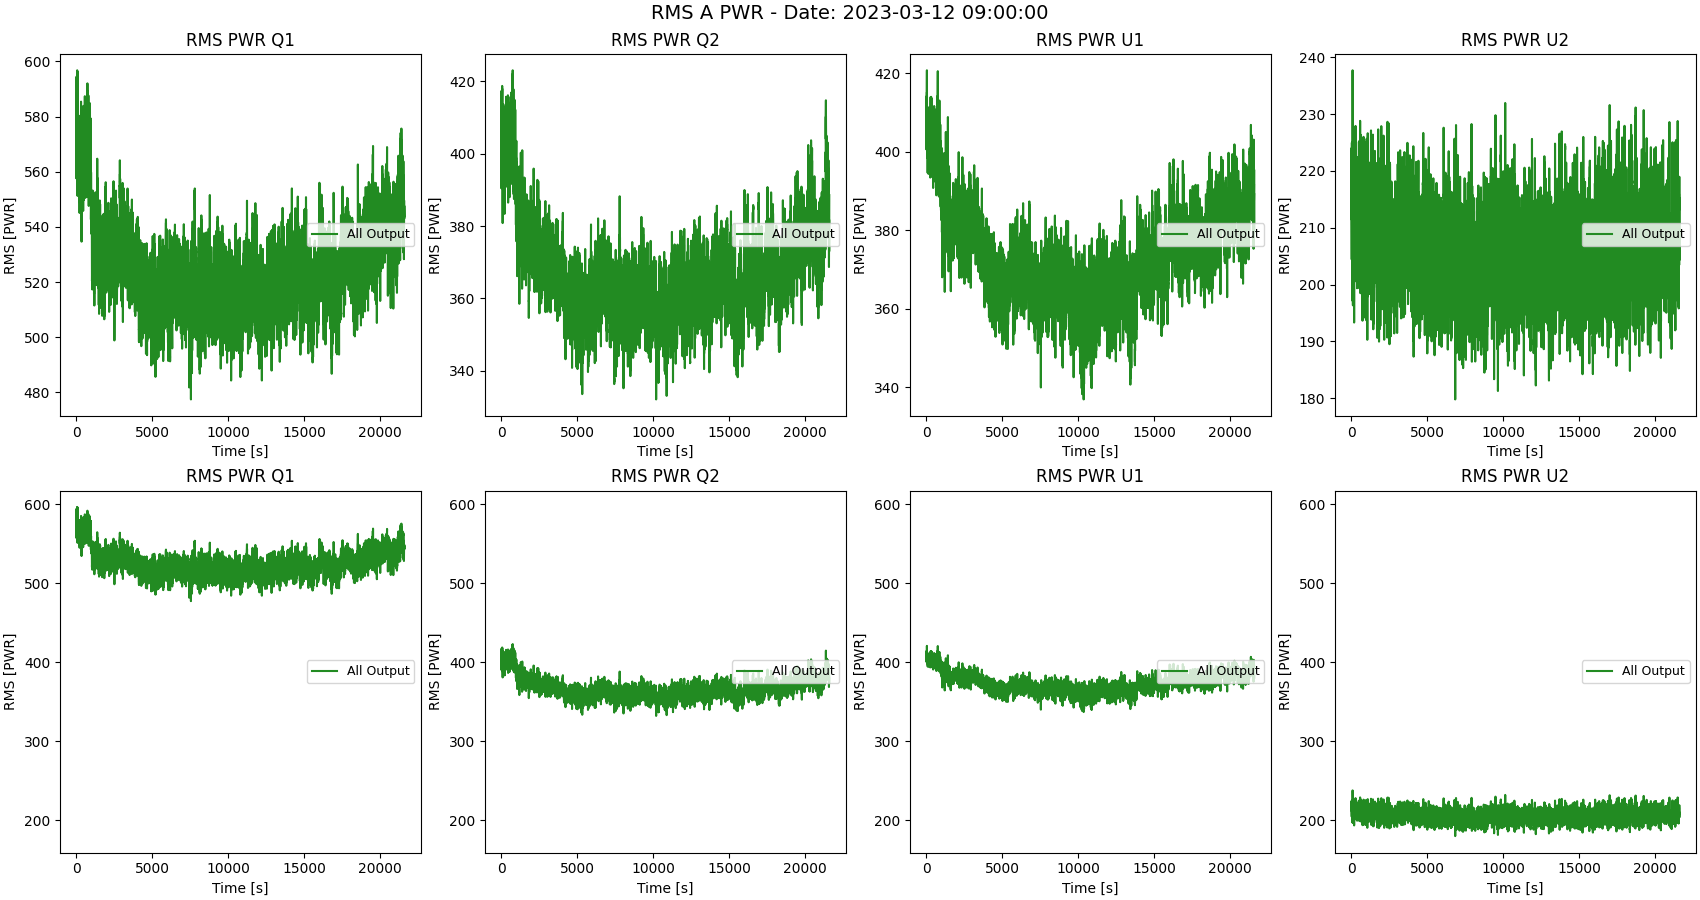 RMS A PWR - Date: 2023-03-12 09:00:00
RMS PWR Q1
RMS [PWR]
600
580
560
540
520
500
480
All Output
0 5000 10000 15000 20000
Time [s]
RMS PWR Q2
RMS [PWR]
420
400
380
360
340
All Output
0 5000 10000 15000 20000
Time [s]
RMS PWR U1
RMS [PWR]
420
400
380
360
340
All Output
0 5000 10000 15000 20000
Time [s]
RMS PWR U2
RMS [PWR]
240
230
220
210
200
190
180
All Output
0 5000 10000 15000 20000
Time [s]
RMS PWR Q1
RMS [PWR]
600
500
400
300
200
All Output
0 5000 10000 15000 20000
Time [s]
RMS PWR Q2
RMS [PWR]
600
500
400
300
200
All Output
0 5000 10000 15000 20000
Time [s]
RMS PWR U1
RMS [PWR]
600
500
400
300
200
All Output
0 5000 10000 15000 20000
Time [s]
RMS PWR U2
RMS [PWR]
600
500
400
300
200
All Output
0 5000 10000 15000 20000
Time [s]